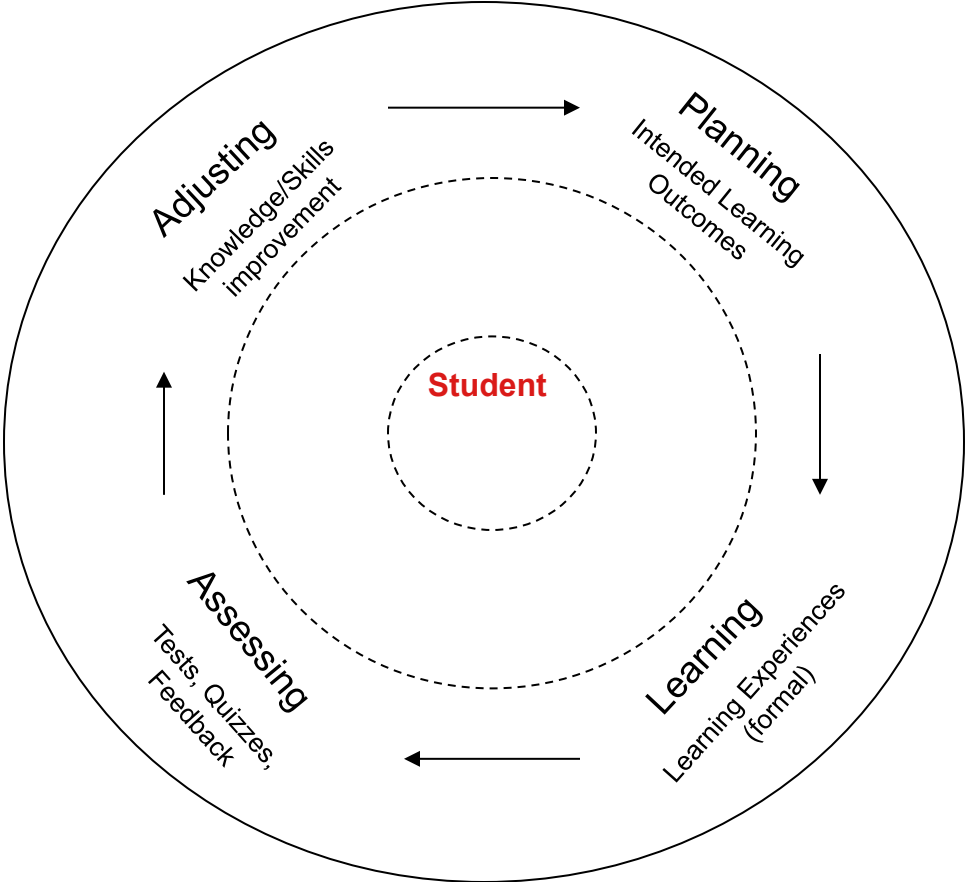 Adjusting
Knowledge/Skills
improvement
Planning
Intended Learning
Outcomes
Student
Assessing
Tests, Quizzes,
Feedback
Learning
Learning Experiences
(formal)